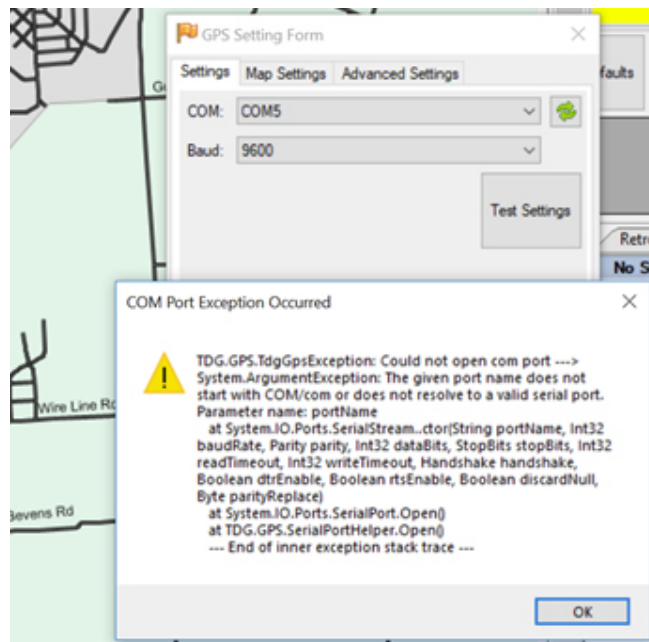 GPS Setting Form
Settings Map Settings Advanced Settings
faults
COM: COM5
Baud: 9600
Test Settings
Retr
No S
COM Port Exception Occurred
TDG.GPS.TdgGpsException: Could not open com port --->
System.ArgumentException: The given port name does not
start with COM/com or does not resolve to a valid serial port.
Parameter name: portName
at System.IO.Ports.SerialStream..ctor(String portName, Int32
baudRate, Parity parity, Int32 dataBits, StopBits stopBits, Int32
readTimeout, Int32 writeTimeout, Handshake handshake,
Boolean dtrEnable, Boolean rtsEnable, Boolean discardNull,
Byte parityReplace)
at System.IO.Ports.SerialPort.Open()
at TDG.GPS.SerialPortHelper.Open()
--- End of inner exception stack trace ---
OK
Wire Line Rd
Bevens Rd